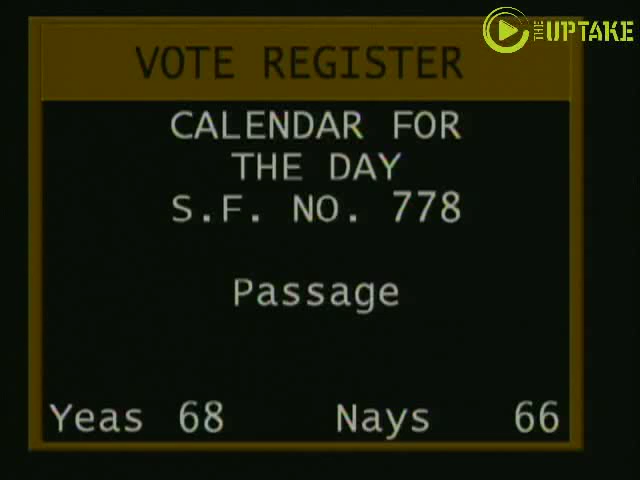 THE UPTAKE
VOTE REGISTER
CALENDAR FOR
THE DAY
S.F. NO. 778
Passage
Yeas 68 Nays 66